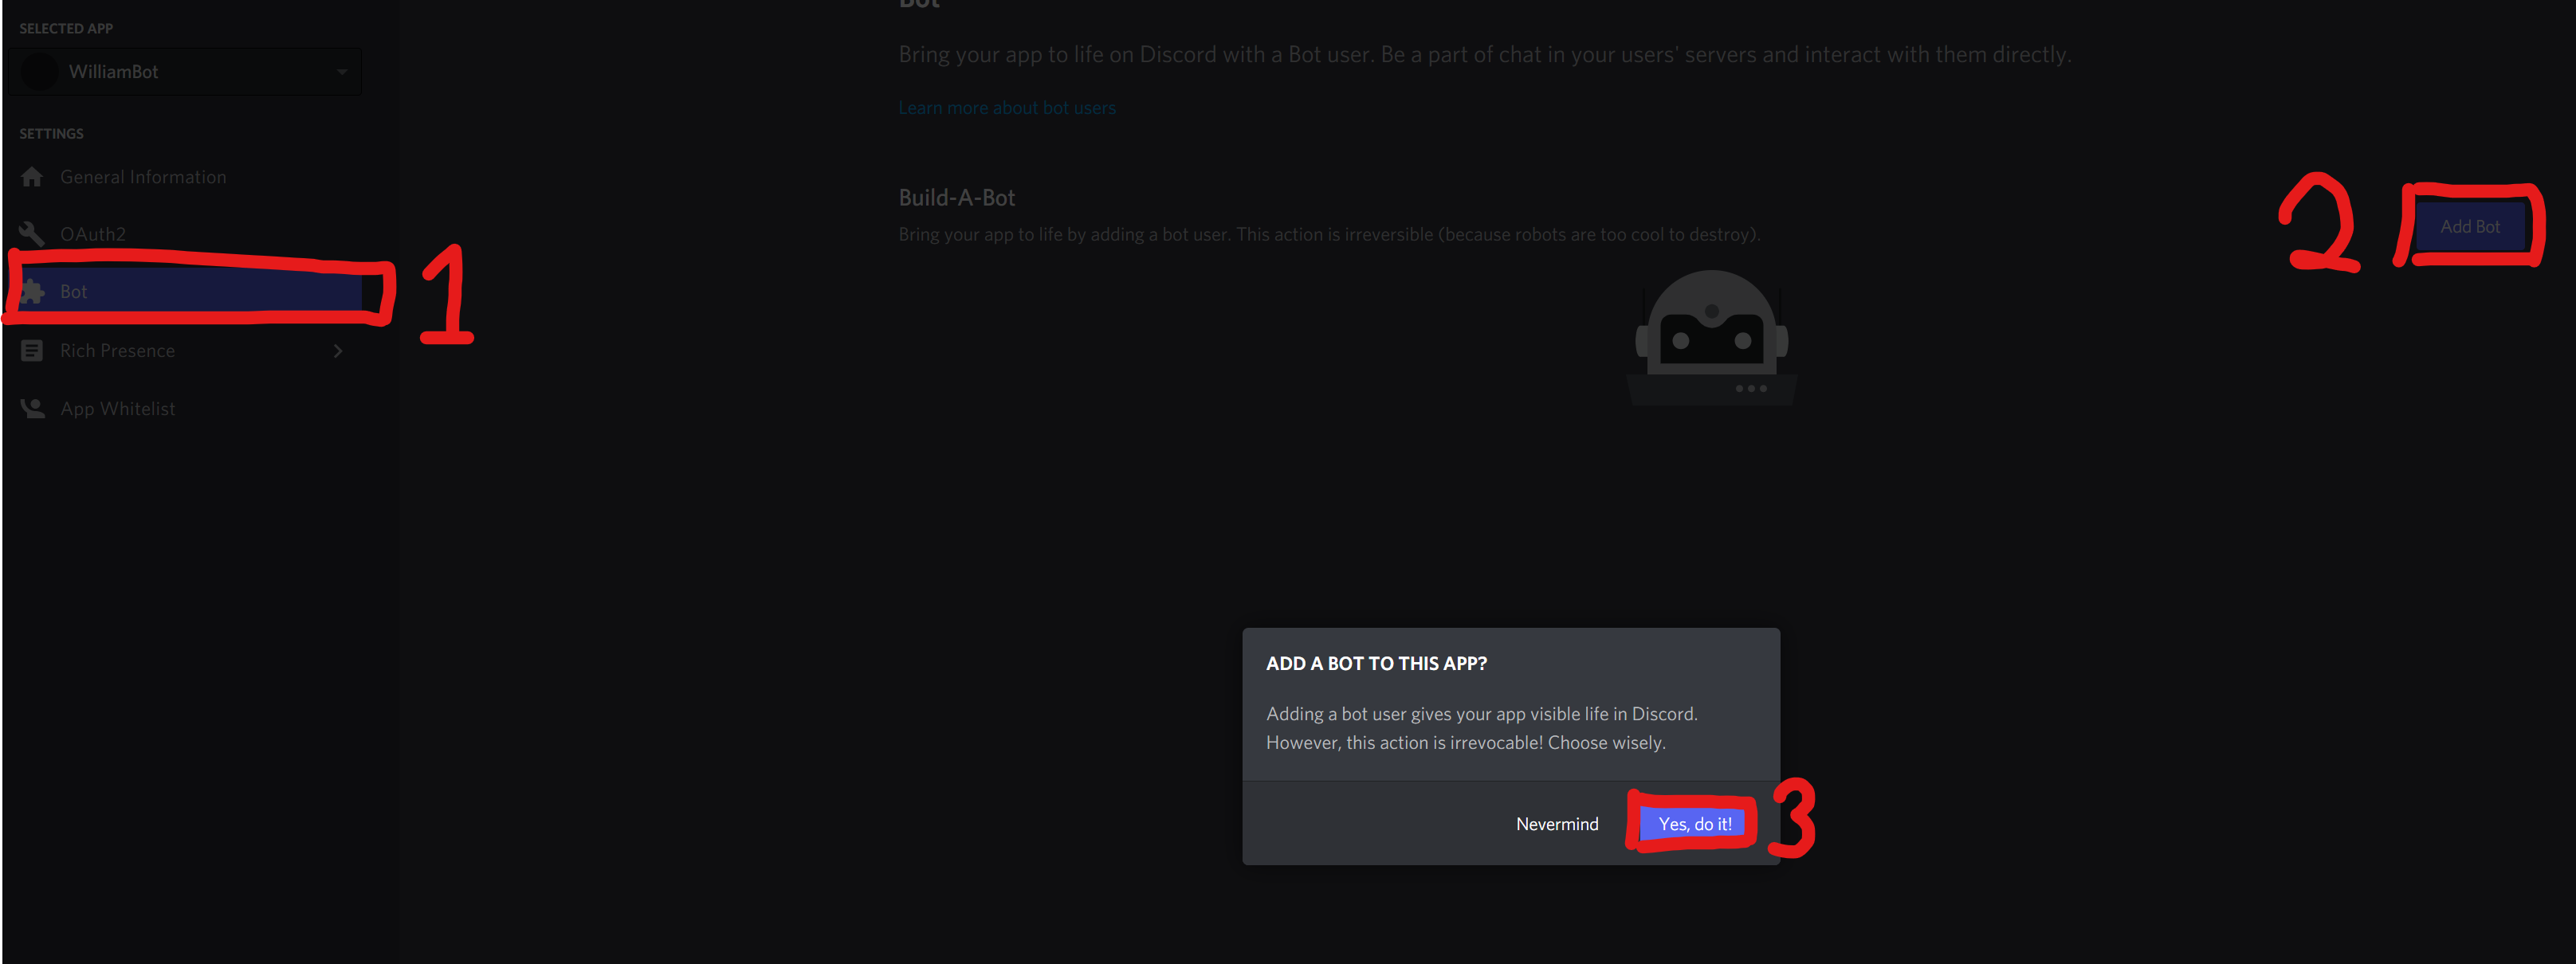 Bot
SELECTED APP
WilliamBot
Bring your app to life on Discord with a Bot user. Be a part of chat in your users' servers and interact with them directly.
Learn more about bot users
SETTINGS
General Information
OAuth2
Bot
1
Rich Presence
App Whitelist
Build-A-Bot
Bring your app to life by adding a bot user. This action is irreversible (because robots are too cool to destroy).
2
Add Bot
ADD A BOT TO THIS APP?
Adding a bot user gives your app visible life in Discord.
However, this action is irrevocable! Choose wisely.
Nevermind
Yes, do it!
3